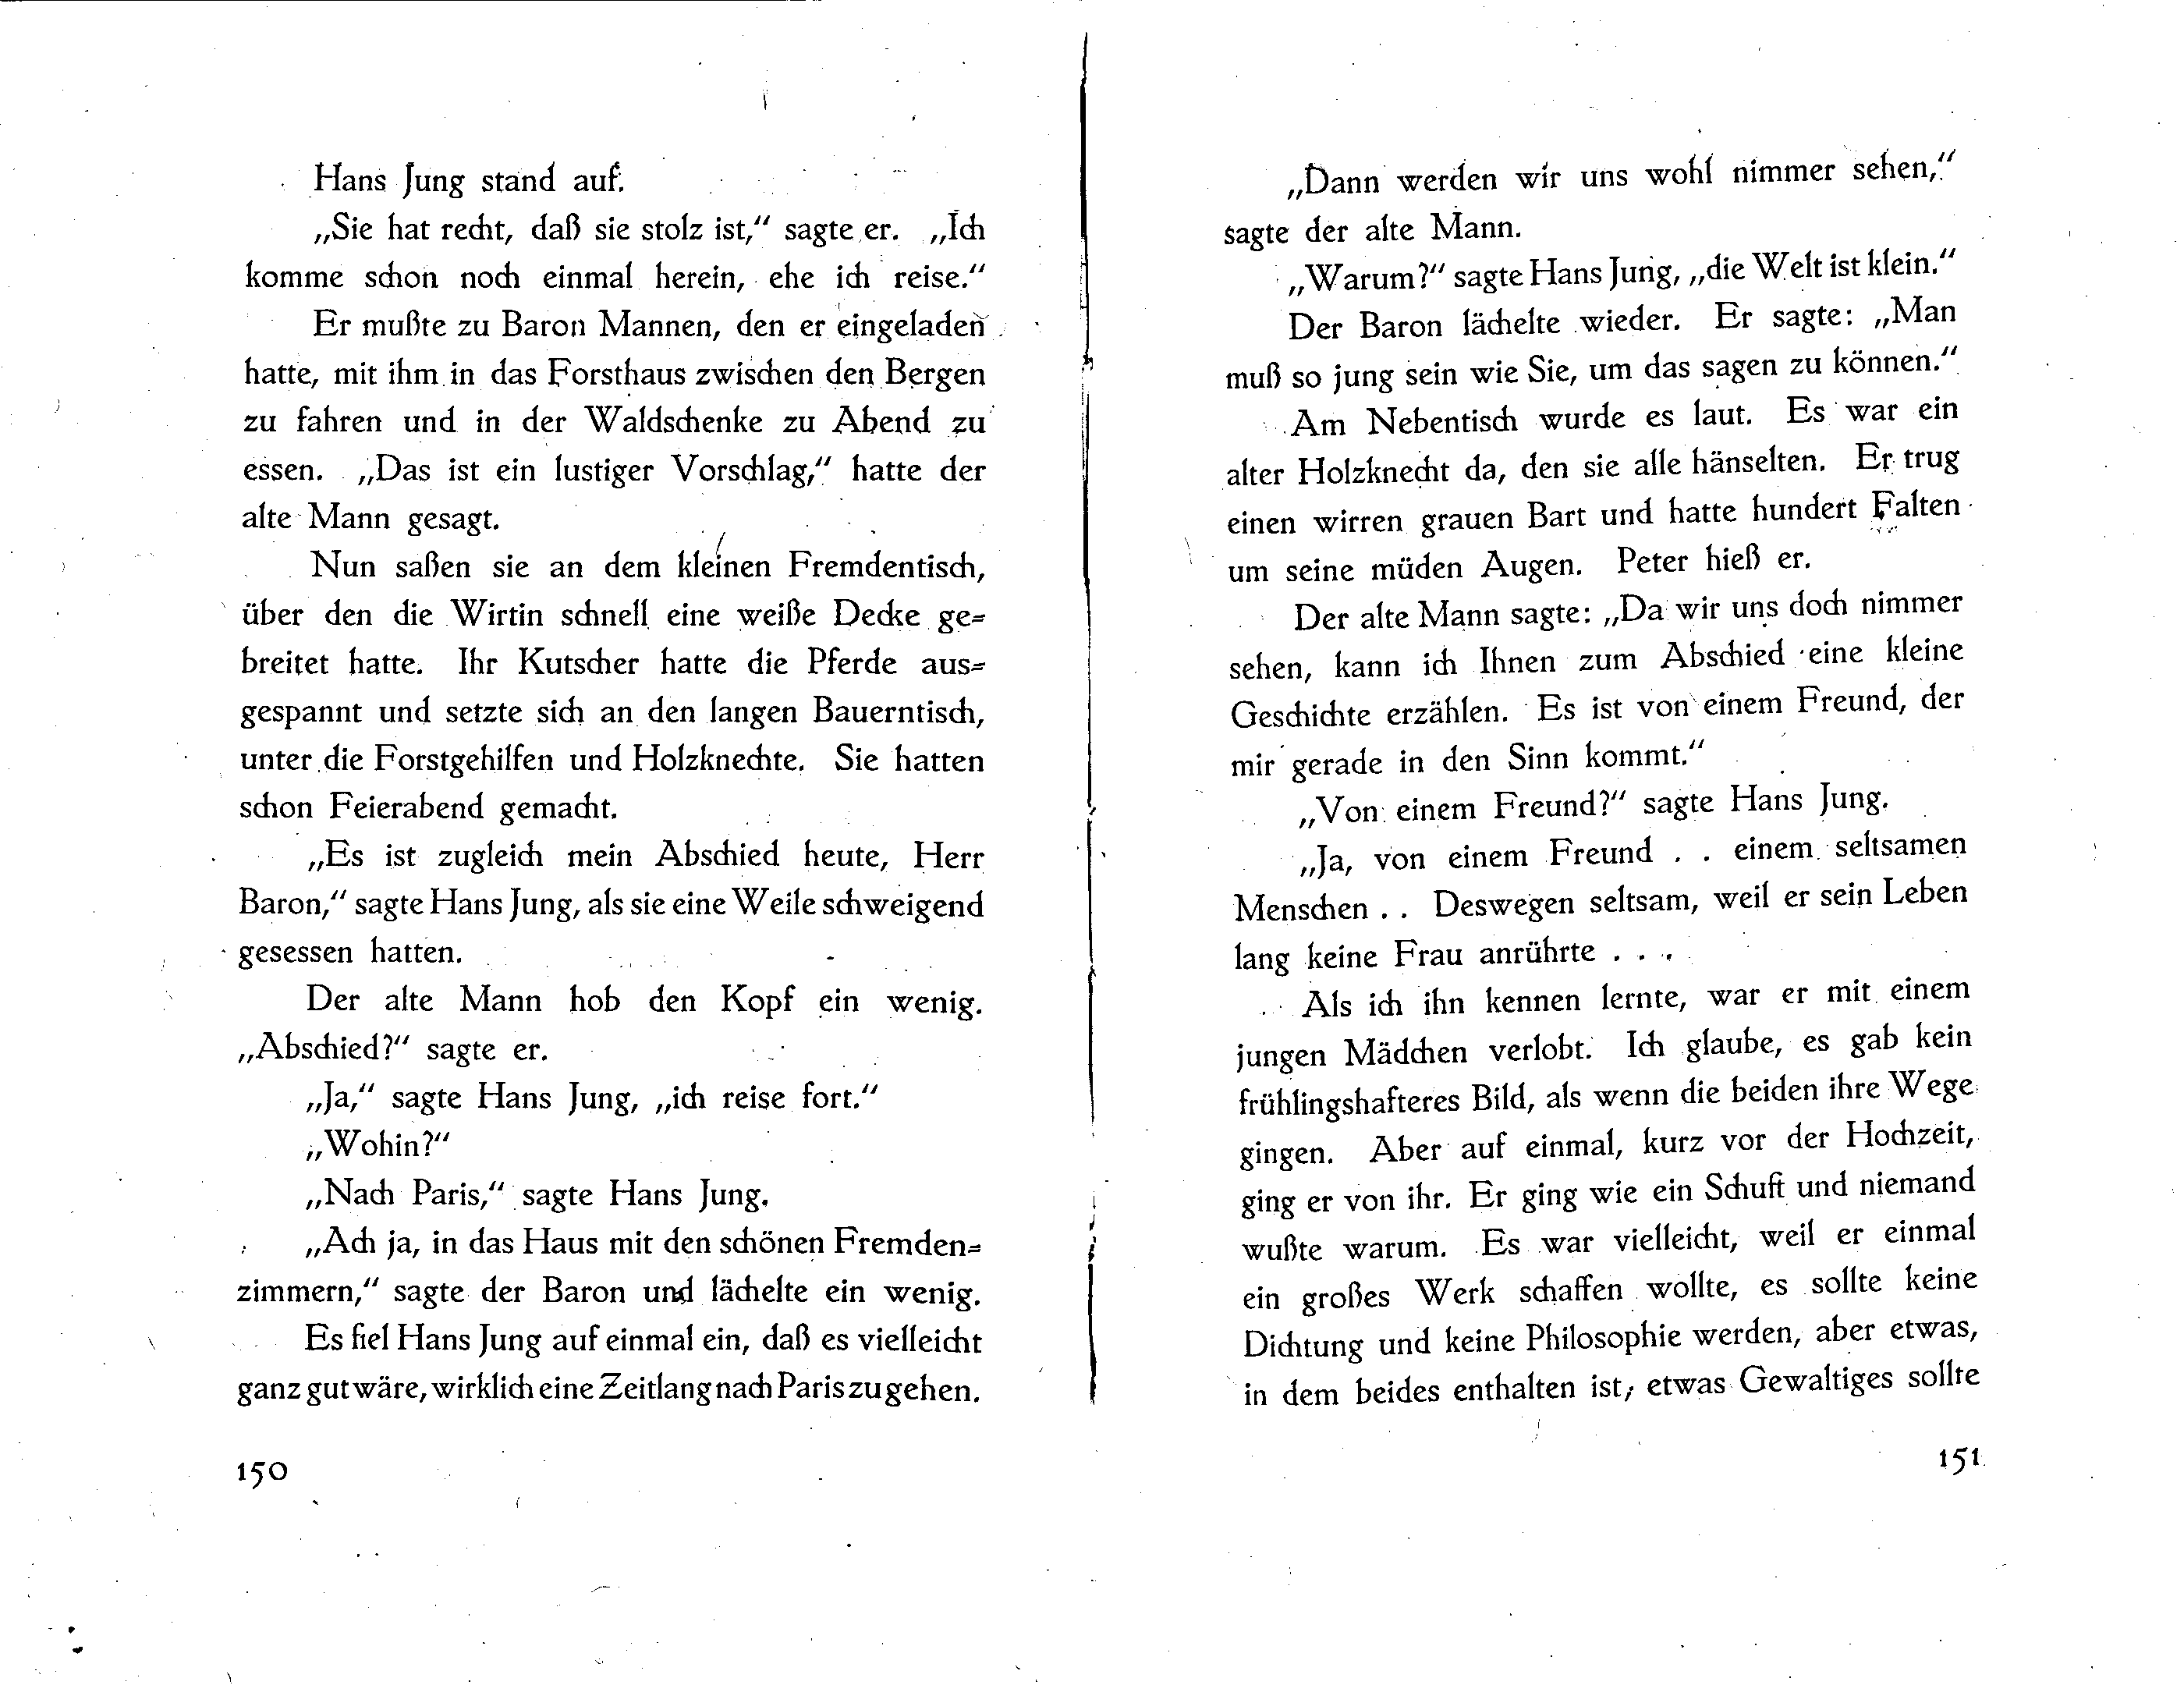 Hans Jung stand auf.
„Sie hat recht, daß sie stolz ist,“ sagte er. „Ich
komme schon noch einmal herein, ehe ich reise.“
Er mußte zu Baron Mannen, den er eingeladen
hatte, mit ihm in das Forsthaus zwischen den Bergen
zu fahren und in der Waldschenke zu Abend zu
essen. „Das ist ein lustiger Vorschlag,“ hatte der
alte Mann gesagt.
Nun saßen sie an dem kleinen Fremdentisch,
über den die Wirtin schnell eine weiße Decke ge=
breitet hatte. Ihr Kutscher hatte die Pferde aus=
gespannt und setzte sich an den langen Bauerntisch,
unter die Forstgehilfen und Holzknechte. Sie hatten
schon Feierabend gemacht.
„Es ist zugleich mein Abschied heute, Herr
Baron,“ sagte Hans Jung, als sie eine Weile schweigend
gesessen hatten.
Der alte Mann hob den Kopf ein wenig.
„Abschied?“ sagte er.
„Ja,“ sagte Hans Jung, „ich reise fort.“
„Wohin?“
„Nach Paris,“ sagte Hans Jung.
„Ach ja, in das Haus mit den schönen Fremden=
zimmern,“ sagte der Baron und lächelte ein wenig.
Es fiel Hans Jung auf einmal ein, daß es vielleicht
ganz gut wäre, wirklich eine Zeitlang nach Paris zu gehen.
150
„Dann werden wir uns wohl nimmer sehen,“
sagte der alte Mann.
„Warum?“ sagte Hans Jung, „die Welt ist klein.“
Der Baron lächelte wieder. Er sagte: „Man
muß so jung sein wie Sie, um das sagen zu können.“
Am Nebentisch wurde es laut. Es war ein
alter Holzknecht da, den sie alle hänselten. Er trug
einen wirren grauen Bart und hatte hundert Falten
um seine müden Augen. Peter hieß er.
Der alte Mann sagte: „Da wir uns doch nimmer
sehen, kann ich Ihnen zum Abschied eine kleine
Geschichte erzählen. Es ist von einem Freund, der
mir gerade in den Sinn kommt.“
„Von einem Freund?“ sagte Hans Jung.
„Ja, von einem Freund . . einem seltsamen
Menschen . . Deswegen seltsam, weil er sein Leben
lang keine Frau anrührte . . .
Als ich ihn kennen lernte, war er mit einem
jungen Mädchen verlobt. Ich glaube, es gab kein
frühlingshafteres Bild, als wenn die beiden ihre Wege
gingen. Aber auf einmal, kurz vor der Hochzeit,
ging er von ihr. Er ging wie ein Schuft und niemand
wußte warum. Es war vielleicht, weil er einmal
ein großes Werk schaffen wollte, es sollte keine
Dichtung und keine Philosophie werden, aber etwas,
in dem beides enthalten ist, etwas Gewaltiges sollte
151